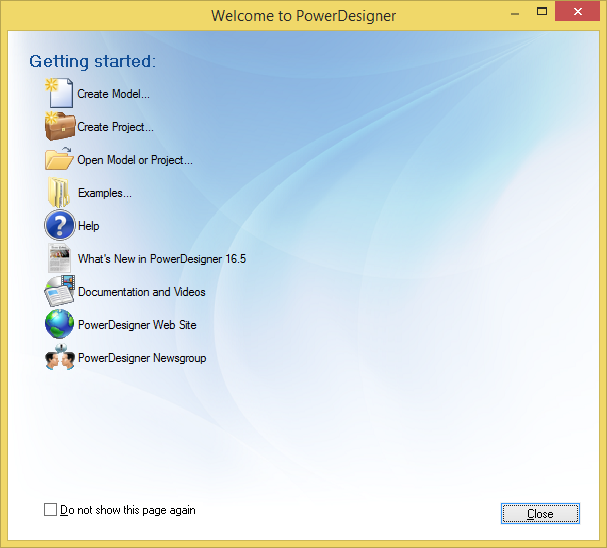 Welcome to PowerDesigner
Getting started:
Create Model...
Create Project...
Open Model or Project...
Examples...
Help
What's New in PowerDesigner 16.5
Documentation and Videos
PowerDesigner Web Site
PowerDesigner Newsgroup
Do not show this page again
Close